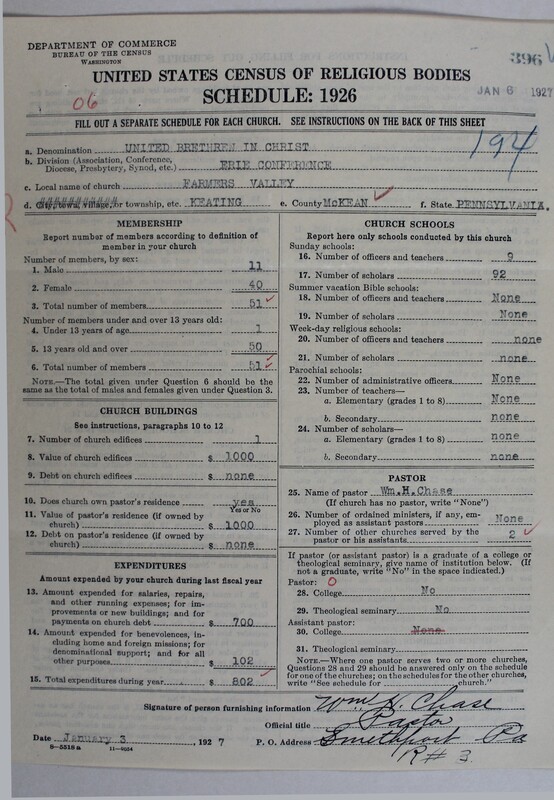 DEPARTMENT OF COMMERCE
BUREAU OF THE CENSUS
WASHINGTON
396
UNITED STATES CENSUS OF RELIGIOUS BODIES
SCHEDULE: 1926
JAN 6 1927
06
FILL OUT A SEPARATE SCHEDULE FOR EACH CHURCH. SEE INSTRUCTIONS ON THE BACK OF THIS SHEET
194
a. Denomination UNITED BRETHREN IN CHRIST
b. Division (Association, Conference, Diocese, Presbytery, Synod, etc.) ERIE CONFERENCE
c. Local name of church FARMERS VALLEY
d. City, town, village, or township, etc. KEATING e. County McKEAN f. State PENNSYLVANIA.
MEMBERSHIP
Report number of members according to definition of
member in your church
Number of members, by sex:
1. Male 11
2. Female 40
3. Total number of members 51
Number of members under and over 13 years old:
4. Under 13 years of age 1
5. 13 years old and over 50
6. Total number of members 51
NOTE.—The total given under Question 6 should be
the same as the total of males and females given under Question 3.
CHURCH BUILDINGS
See instructions, paragraphs 10 to 12
7. Number of church edifices 1
8. Value of church edifices $ 1000
9. Debt on church edifices $ none
10. Does church own pastor's residence yes
Yes or No
11. Value of pastor's residence (if owned by
church) $ 1000
12. Debt on pastor's residence (if owned by
church) $ none
EXPENDITURES
Amount expended by your church during last fiscal year
13. Amount expended for salaries, repairs,
and other running expenses; for im-
provements or new buildings; and for
payments on church debt $ 700
14. Amount expended for benevolences, in-
cluding home and foreign missions; for
denominational support; and for all
other purposes $ 102
15. Total expenditures during year $ 802
CHURCH SCHOOLS
Report here only schools conducted by this church
Sunday schools:
16. Number of officers and teachers 9
17. Number of scholars 92
Summer vacation Bible schools:
18. Number of officers and teachers None
19. Number of scholars None
Week-day religious schools:
20. Number of officers and teachers none
21. Number of scholars none
Parochial schools:
22. Number of administrative officers None
23. Number of teachers—
a. Elementary (grades 1 to 8) None
b. Secondary none
24. Number of scholars—
a. Elementary (grades 1 to 8) none
b. Secondary none
PASTOR
25. Name of pastor Wm.H.Chase
(If church has no pastor, write "None")
26. Number of ordained ministers, if any, em-
ployed as assistant pastors None
27. Number of other churches served by the
pastor or his assistants 2
If pastor (or assistant pastor) is a graduate of a college or
theological seminary, give name of institution below. (If
not a graduate, write "No" in the space indicated.)
Pastor: 0
28. College No
29. Theological seminary No
Assistant pastor:
30. College None
31. Theological seminary
NOTE.—Where one pastor serves two or more churches,
Questions 28 and 29 should be answered only on the schedule
for one of the churches; on the schedules for the other churches,
write "See schedule for church."
Signature of person furnishing information Wm H. Chase
Official title Pastor
Date January 3, 1927 P. O. Address Smethport Pa
8-5518a 11-9034
R# 3.